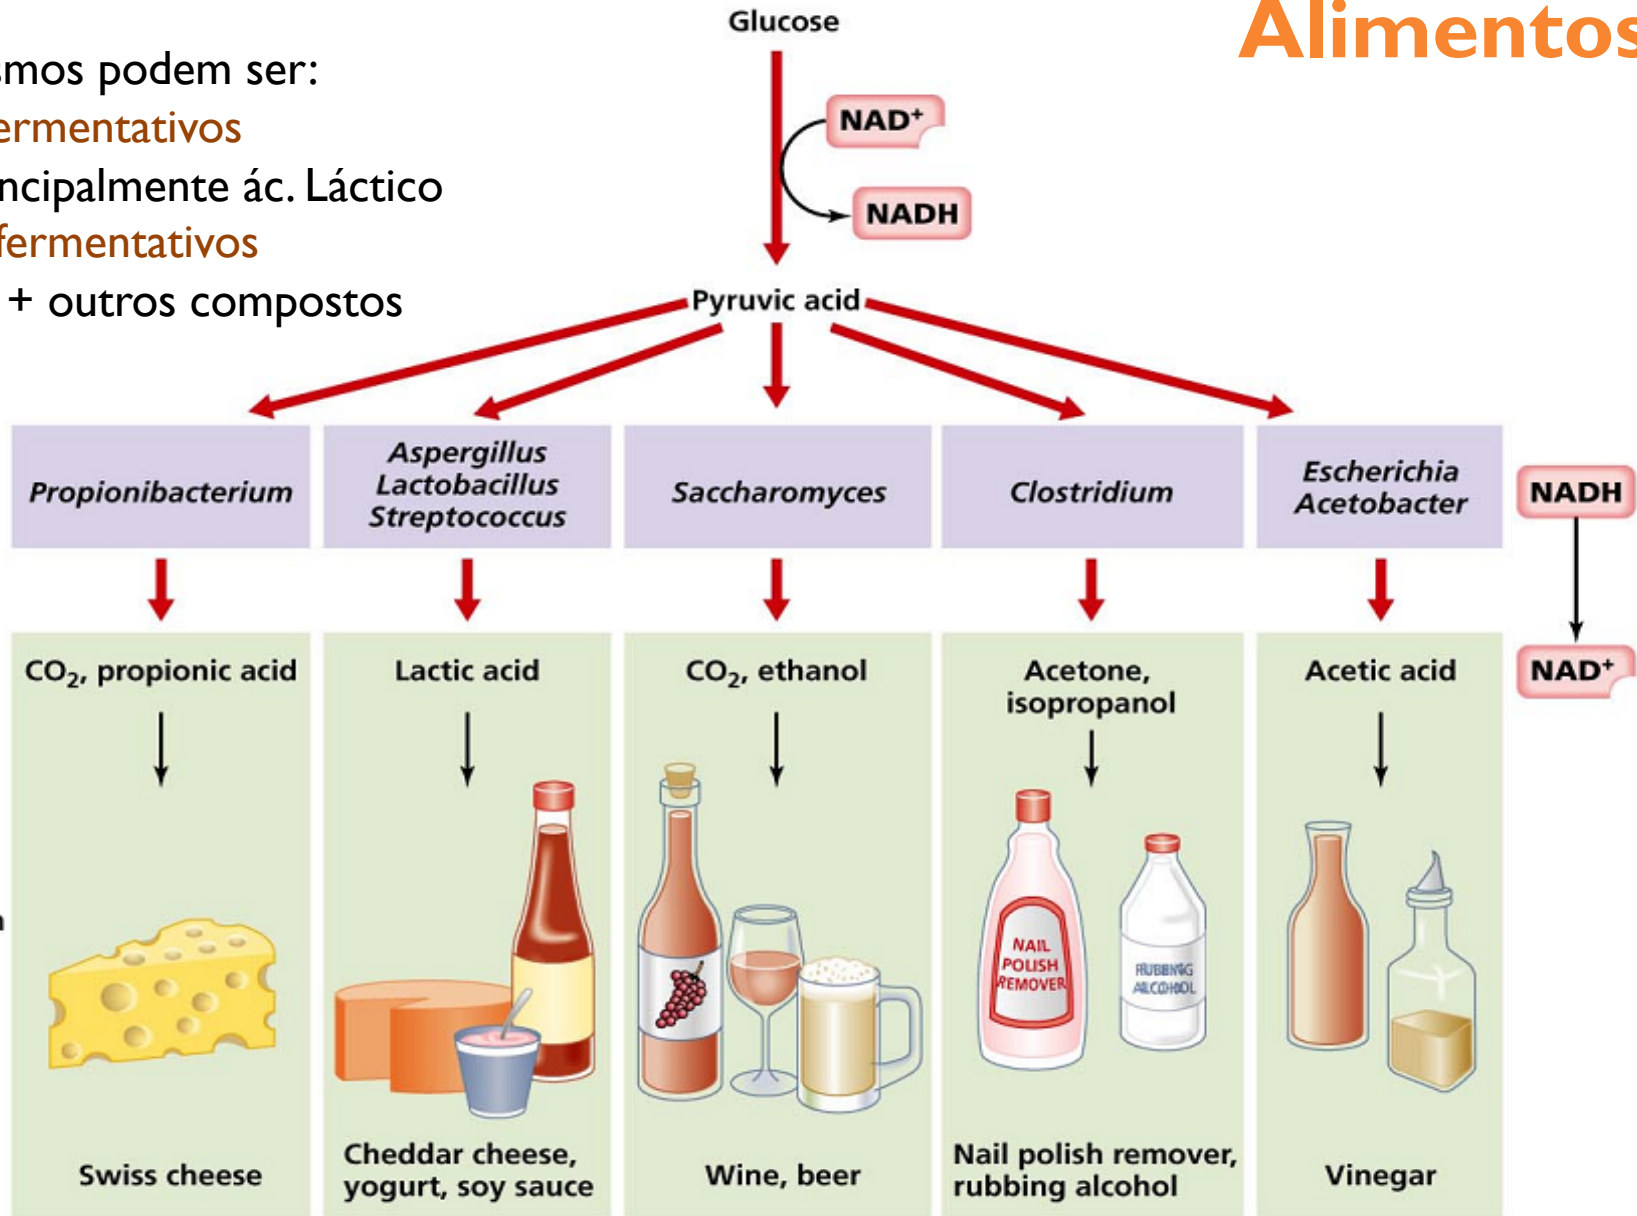 Alimentos
smos podem ser:
ermentativos
ncipalmente ác. Láctico
fermentativos
+ outros compostos
Glucose
NAD⁺
NADH
Pyruvic acid
Propionibacterium
Aspergillus
Lactobacillus
Streptococcus
Saccharomyces
Clostridium
Escherichia
Acetobacter
NADH
CO₂, propionic acid
Lactic acid
CO₂, ethanol
Acetone,
isopropanol
Acetic acid
NAD⁺
NAIL
POLISH
REMOVER
RUBBING
ALCOHOL
Swiss cheese
Cheddar cheese,
yogurt, soy sauce
Wine, beer
Nail polish remover,
rubbing alcohol
Vinegar